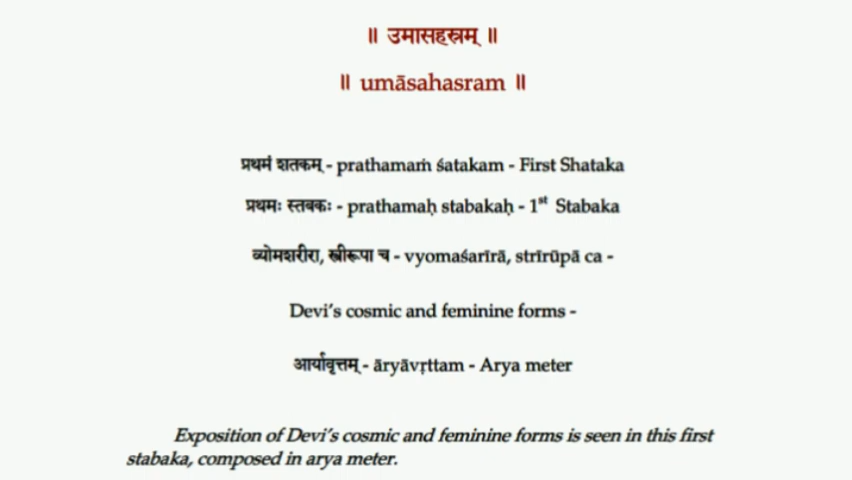 ॥ उमासहस्रम् ॥
॥ umāsahasram ॥
प्रथमं शतकम् - prathamaṁ śatakam - First Shataka
प्रथमः स्तबकः - prathamaḥ stabakaḥ - 1st Stabaka
व्योमशरीरा, स्त्रीरूपा च - vyomaśarīrā, strīrūpā ca -
Devi's cosmic and feminine forms -
आर्यावृत्तम् - āryāvṛttam - Arya meter
Exposition of Devi's cosmic and feminine forms is seen in this first
stabaka, composed in arya meter.